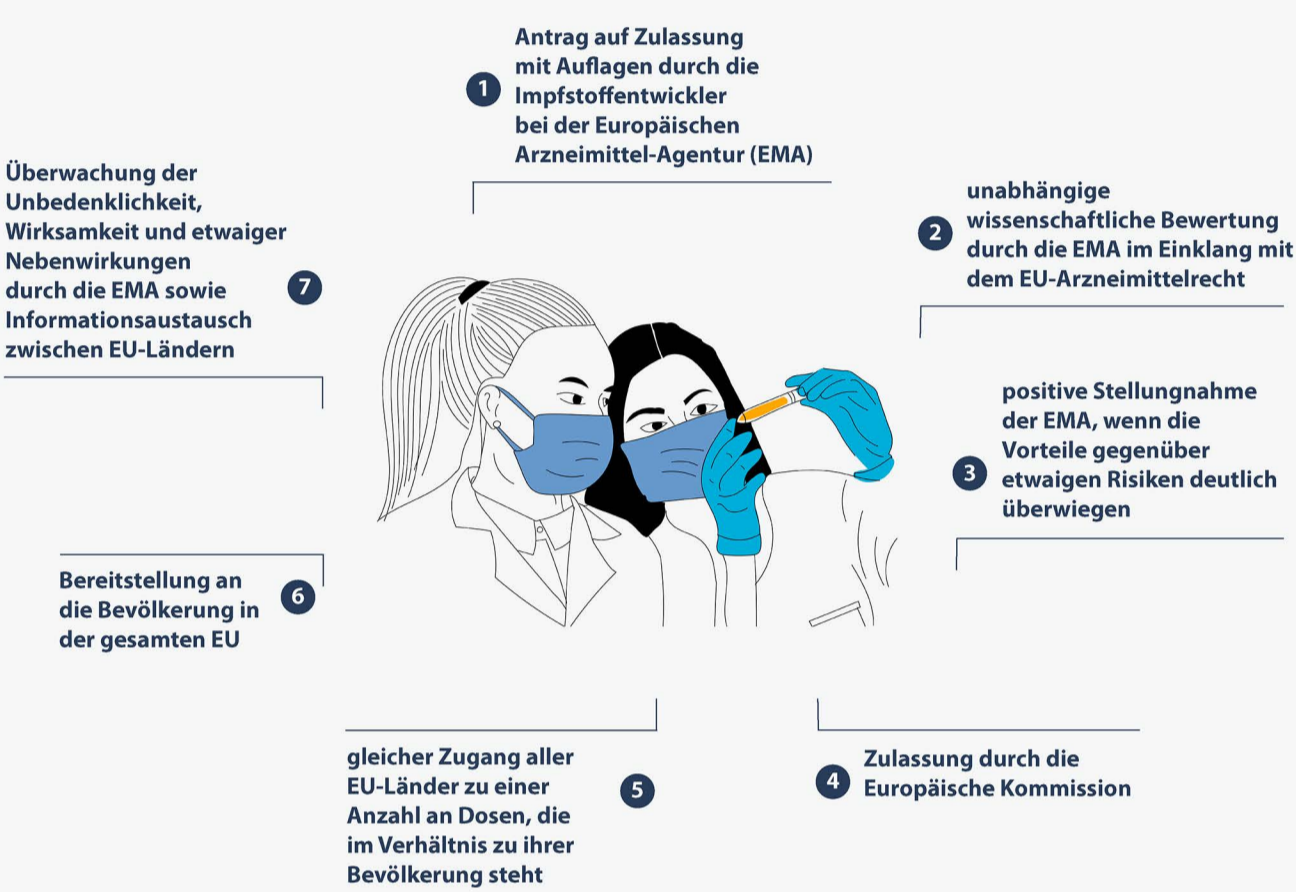 1
Antrag auf Zulassung
mit Auflagen durch die
Impfstoffentwickler
bei der Europäischen
Arzneimittel-Agentur (EMA)
2
unabhängige
wissenschaftliche Bewertung
durch die EMA im Einklang mit
dem EU-Arzneimittelrecht
3
positive Stellungnahme
der EMA, wenn die
Vorteile gegenüber
etwaigen Risiken deutlich
überwiegen
4
Zulassung durch die
Europäische Kommission
5
gleicher Zugang aller
EU-Länder zu einer
Anzahl an Dosen, die
im Verhältnis zu ihrer
Bevölkerung steht
6
Bereitstellung an
die Bevölkerung in
der gesamten EU
7
Überwachung der
Unbedenklichkeit,
Wirksamkeit und etwaiger
Nebenwirkungen
durch die EMA sowie
Informationsaustausch
zwischen EU-Ländern